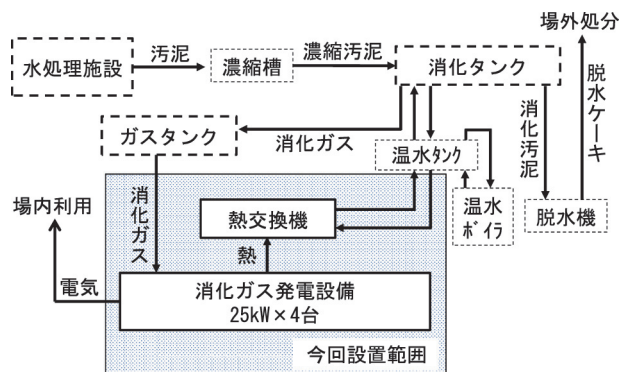 場外処分
水処理施設
汚泥
濃縮槽
濃縮汚泥
消化タンク
脱水ケーキ
消化汚泥
ガスタンク
消化ガス
温水タンク
消化ガス
場内利用
熱交換機
温水
ボイラ
脱水機
熱
電気
消化ガス発電設備
25kW×4台
今回設置範囲